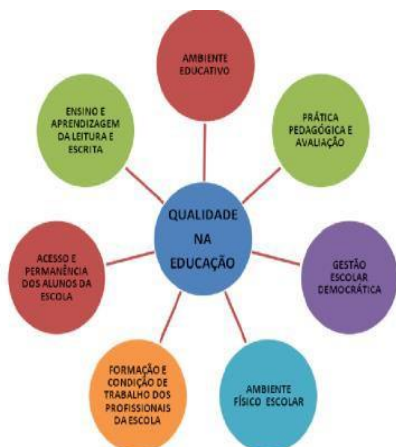 AMBIENTE
EDUCATIVO
PRÁTICA
PEDAGÓGICA E
AVALIAÇÃO
GESTÃO
ESCOLAR
DEMOCRÁTICA
AMBIENTE
FÍSICO ESCOLAR
FORMAÇÃO E
CONDIÇÃO DE
TRABALHO DOS
PROFISSIONAIS
DA ESCOLA
ACESSO E
PERMANÊNCIA
DOS ALUNOS DA
ESCOLA
ENSINO E
APRENDIZAGEM
DA LEITURA E
ESCRITA
QUALIDADE
NA
EDUCAÇÃO